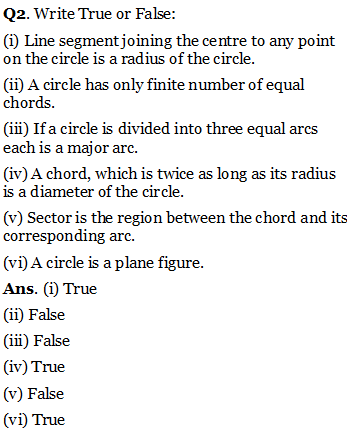 Q2. Write True or False:
(i) Line segment joining the centre to any point
on the circle is a radius of the circle.
(ii) A circle has only finite number of equal
chords.
(iii) If a circle is divided into three equal arcs
each is a major arc.
(iv) A chord, which is twice as long as its radius
is a diameter of the circle.
(v) Sector is the region between the chord and its
corresponding arc.
(vi) A circle is a plane figure.
Ans. (i) True
(ii) False
(iii) False
(iv) True
(v) False
(vi) True